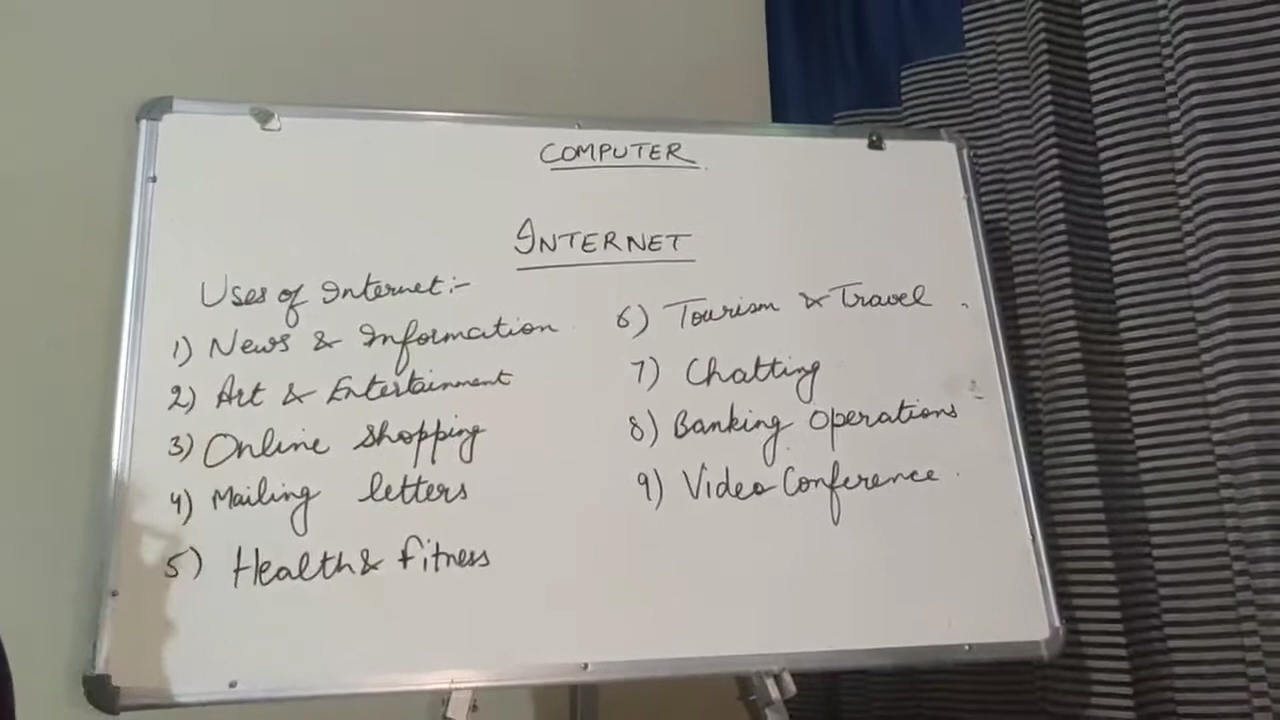 COMPUTER
INTERNET
Uses of Internet:-
1) News & Information
2) Art & Entertainment
3) Online shopping
4) Mailing letters
5) Health & fitness
6) Tourism & Travel
7) Chatting
8) Banking Operations
9) Video Conference